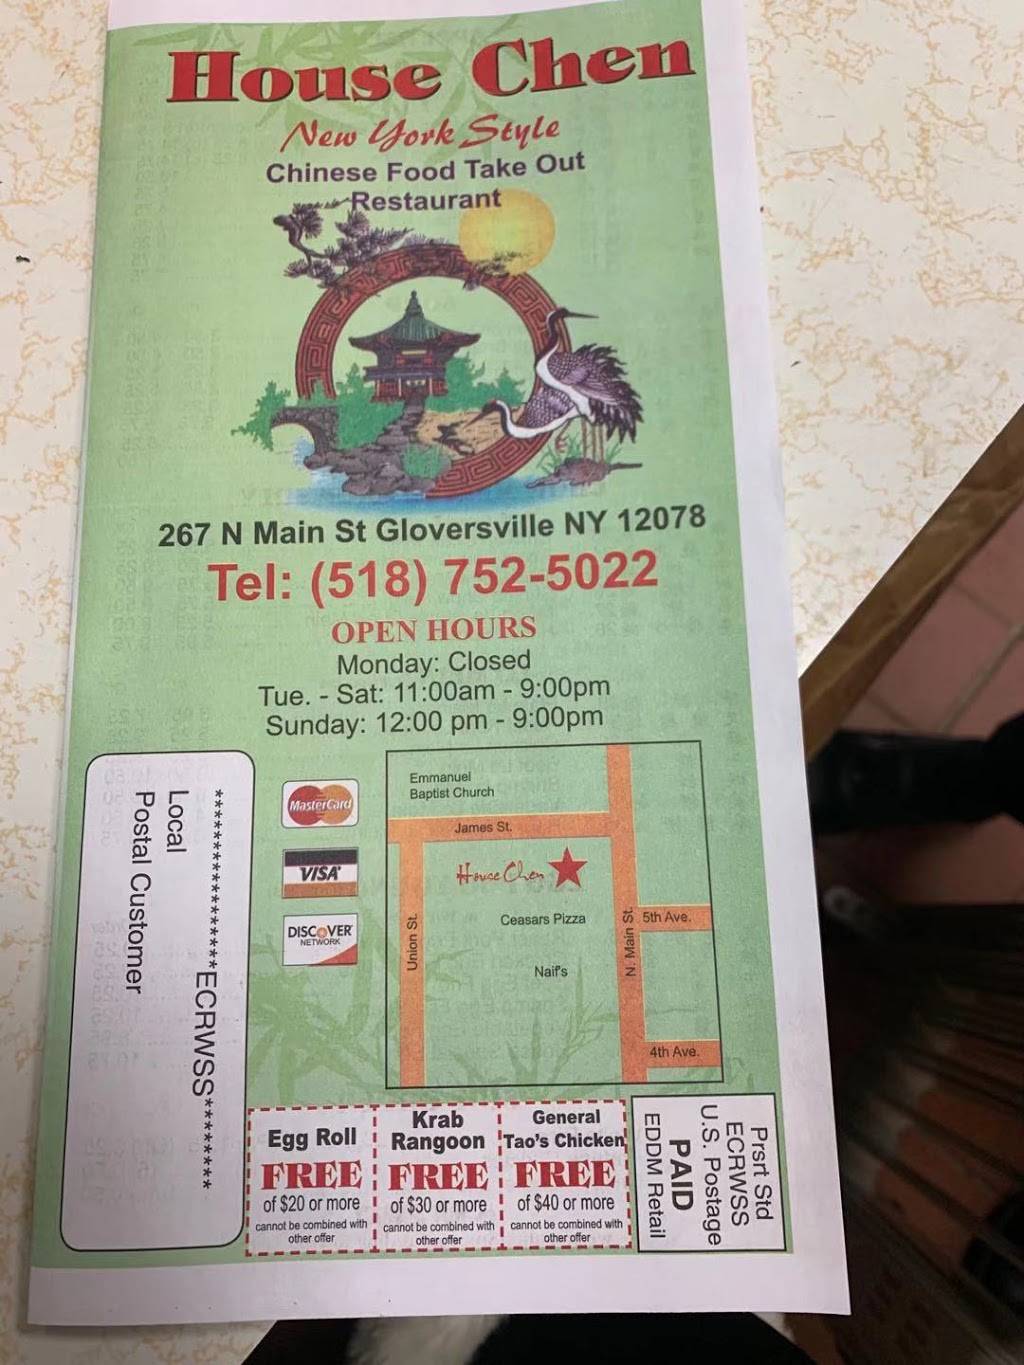 House Chen
New York Style
Chinese Food Take Out
Restaurant
267 N Main St Gloversville NY 12078
Tel: (518) 752-5022
OPEN HOURS
Monday: Closed
Tue. - Sat: 11:00am - 9:00pm
Sunday: 12:00 pm - 9:00pm
******************ECRWSS*********
Local
Postal Customer
MasterCard
VISA
DISCOVER
NETWORK
Emmanuel
Baptist Church
James St.
House Chen
Ceasars Pizza
Naif's
Union St.
N. Main St.
5th Ave.
4th Ave.
Egg Roll
FREE
of $20 or more
cannot be combined with
other offer
Krab
Rangoon
FREE
of $30 or more
cannot be combined with
other offer
General
Tao's Chicken
FREE
of $40 or more
cannot be combined with
other offer
Prsrt Std
ECRWSS
U.S. Postage
PAID
EDDM Retail